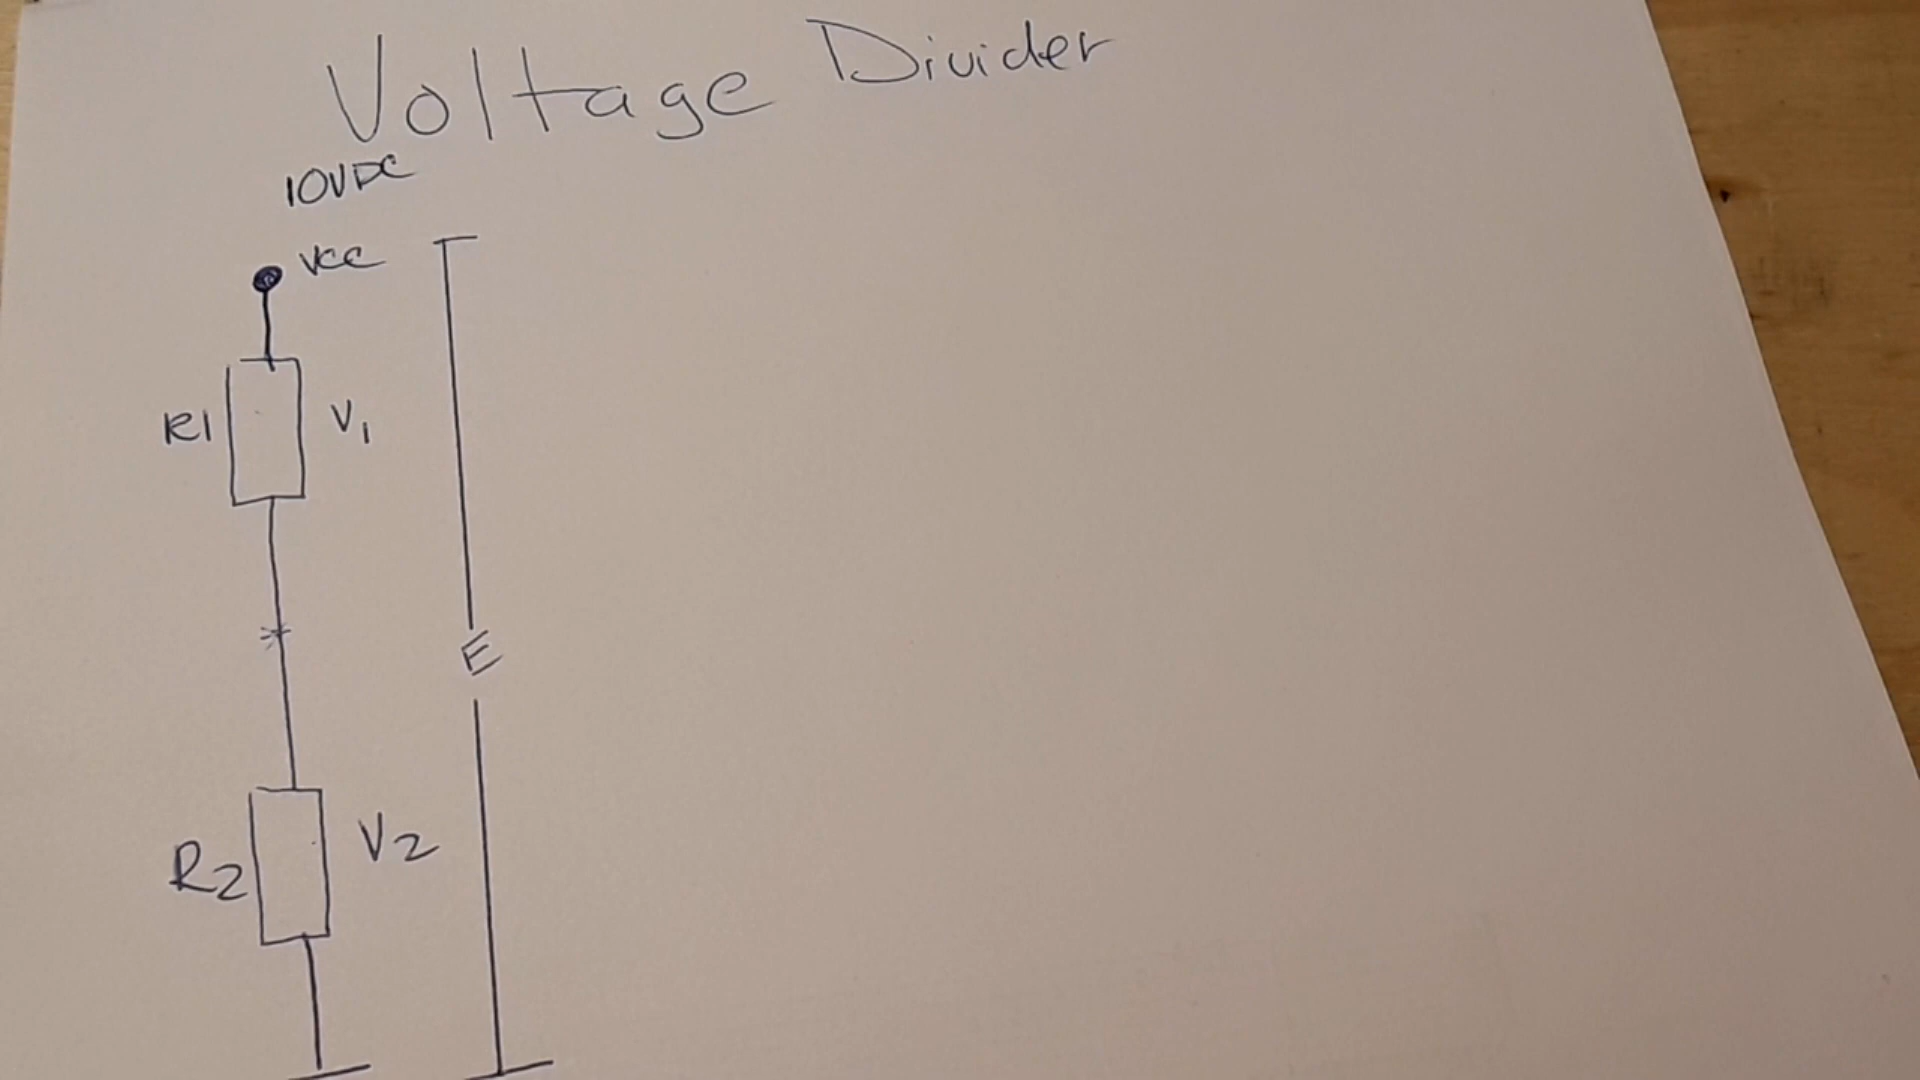 Voltage Divider
10VDC
Vcc
R1 V1
E
R2 V2